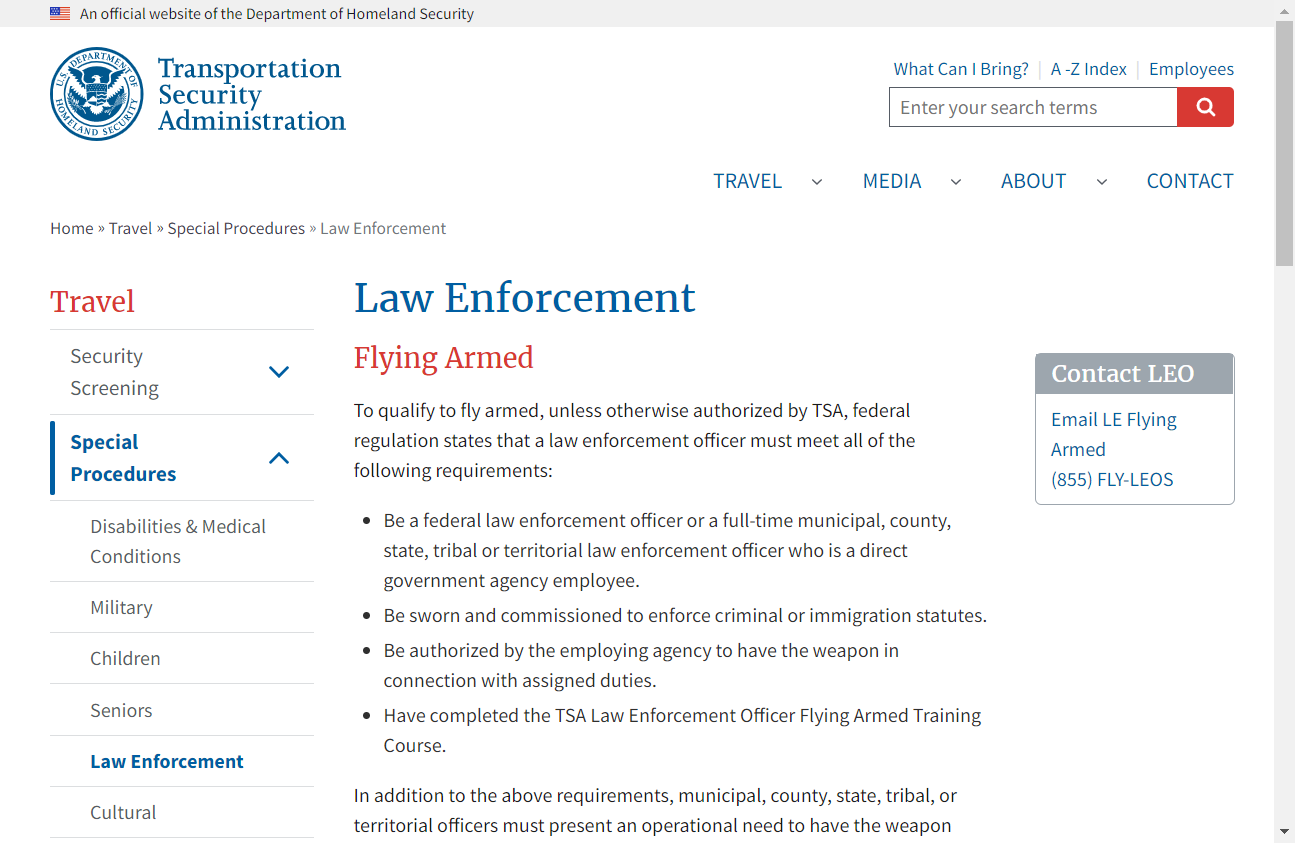 An official website of the Department of Homeland Security
U.S. DEPARTMENT OF HOMELAND SECURITY
Transportation
Security
Administration
What Can I Bring? | A -Z Index | Employees
Enter your search terms
TRAVEL MEDIA ABOUT CONTACT
Home » Travel » Special Procedures » Law Enforcement
Travel
Security
Screening
Special
Procedures
Disabilities & Medical
Conditions
Military
Children
Seniors
Law Enforcement
Cultural
Law Enforcement
Flying Armed
To qualify to fly armed, unless otherwise authorized by TSA, federal
regulation states that a law enforcement officer must meet all of the
following requirements:
• Be a federal law enforcement officer or a full-time municipal, county,
state, tribal or territorial law enforcement officer who is a direct
government agency employee.
• Be sworn and commissioned to enforce criminal or immigration statutes.
• Be authorized by the employing agency to have the weapon in
connection with assigned duties.
• Have completed the TSA Law Enforcement Officer Flying Armed Training
Course.
In addition to the above requirements, municipal, county, state, tribal, or
territorial officers must present an operational need to have the weapon
Contact LEO
Email LE Flying
Armed
(855) FLY-LEOS